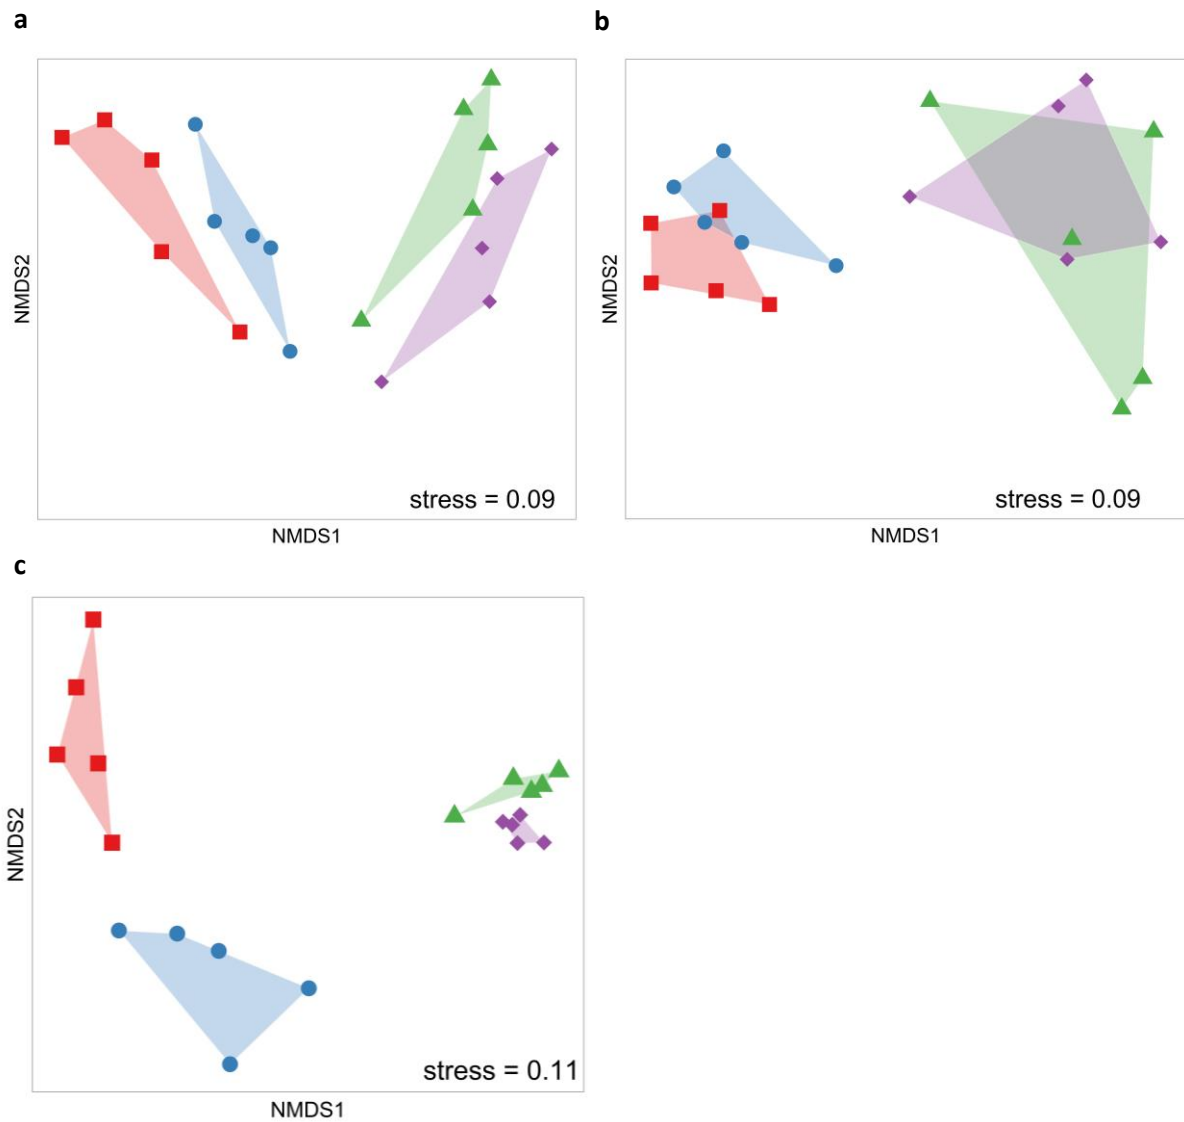 a
NMDS2
stress = 0.09
NMDS1
b
NMDS2
stress = 0.09
NMDS1
c
NMDS2
stress = 0.11
NMDS1